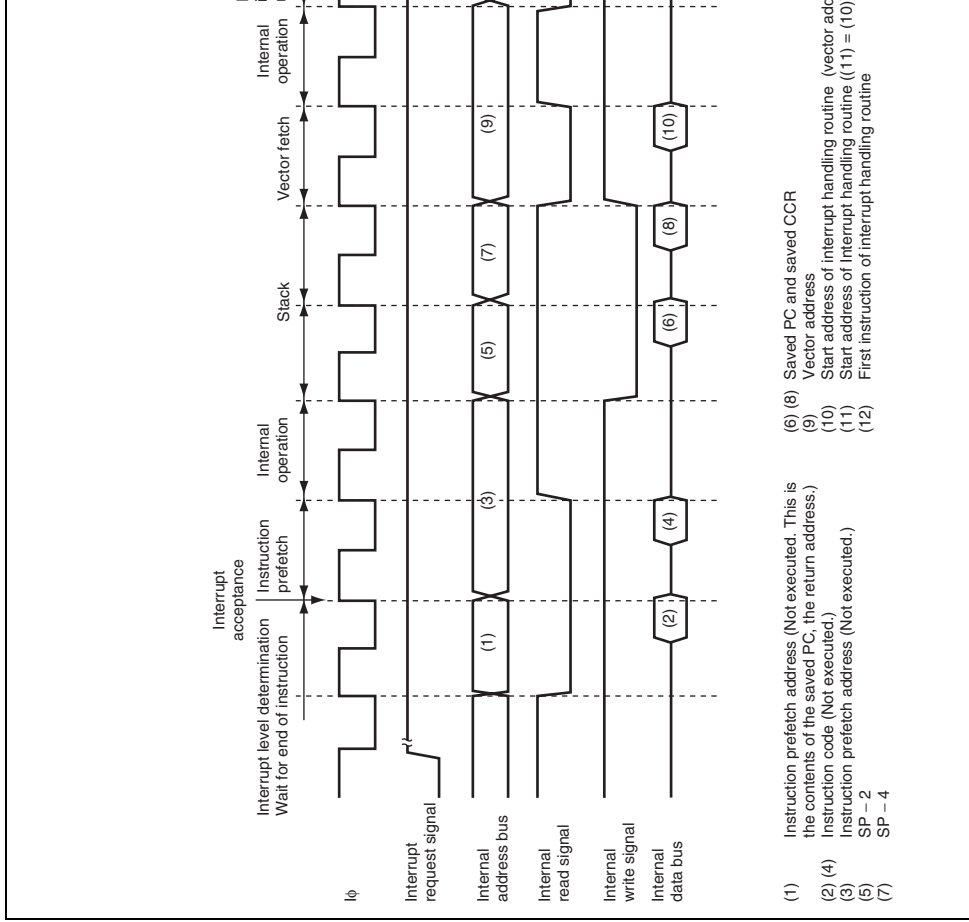 Interrupt
acceptance
Interrupt level determination
Wait for end of instruction
Instruction
prefetch
Internal
operation
Stack
Vector fetch
Internal
operation
Iϕ
Interrupt
request signal
Internal
address bus
(1)
(3)
(5)
(7)
(9)
Internal
read signal
Internal
write signal
Internal
data bus
(2)
(4)
(6)
(8)
(10)
(1) Instruction prefetch address (Not executed. This is
the contents of the saved PC, the return address.)
(2) (4) Instruction code (Not executed.)
(3) Instruction prefetch address (Not executed.)
(5) SP – 2
(7) SP – 4
(6) (8) Saved PC and saved CCR
(9) Vector address
(10) Start address of interrupt handling routine (vector
(11) Start address of Interrupt handling routine ((11) = (10)
(12) First instruction of interrupt handling routine